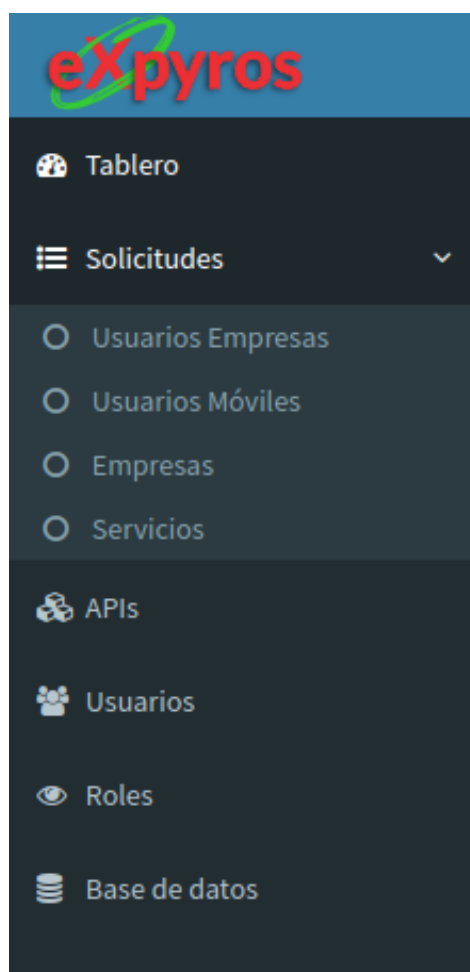 eXpyros
Tablero
Solicitudes
Usuarios Empresas
Usuarios Móviles
Empresas
Servicios
APIs
Usuarios
Roles
Base de datos